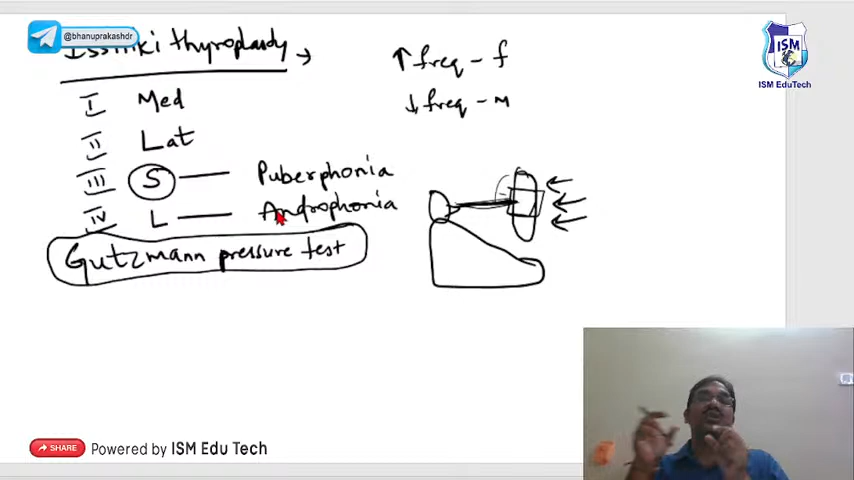 @bhanuprakashdr
Isshiki thyroplasty →
↑ freq - f
↓ freq - m
I Med
II Lat
III S — Puberphonia
IV L — Androphonia
Gutzmann pressure test
ISM
ISM EduTech
SHARE
Powered by ISM Edu Tech